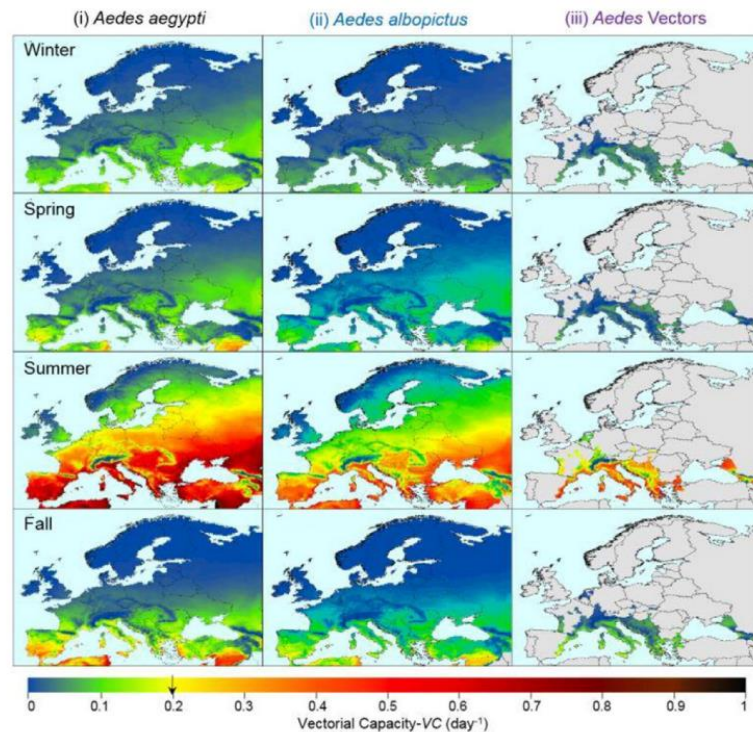 (i) Aedes aegypti
(ii) Aedes albopictus
(iii) Aedes Vectors
Winter
Spring
Summer
Fall
0 0.1 0.2 0.3 0.4 0.5 0.6 0.7 0.8 0.9 1
Vectorial Capacity-VC (day⁻¹)